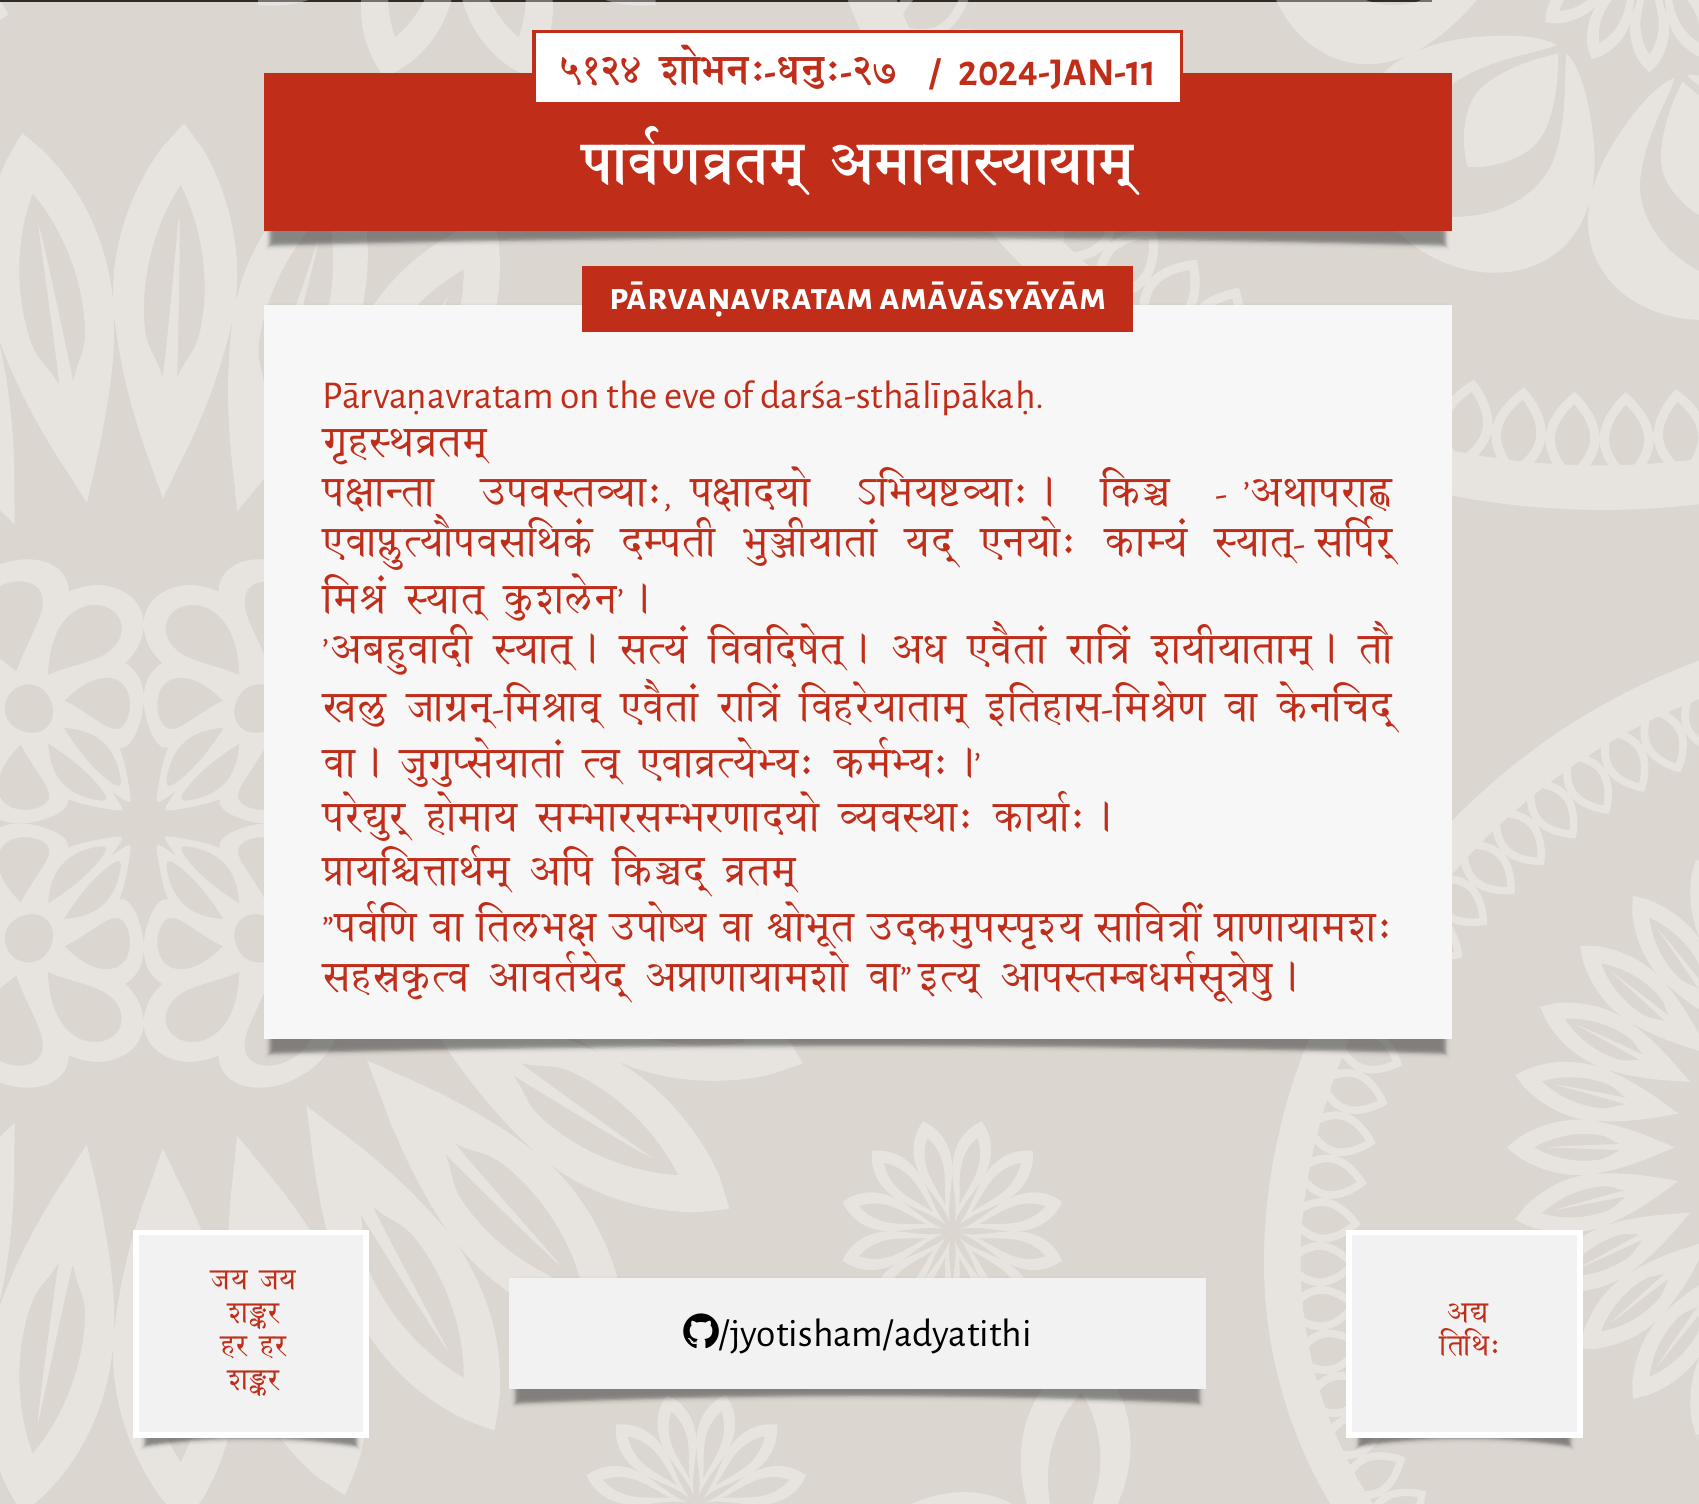 ५१२४ शोभनः-धनुः-२७ / 2024-JAN-11
पार्वणव्रतम् अमावास्यायाम्
PĀRVAṆAVRATAM AMĀVĀSYĀYĀM
Pārvaṇavratam on the eve of darśa-sthālīpākaḥ.
गृहस्थव्रतम्
पक्षान्ता उपवस्तव्याः, पक्षादयो ऽभियष्टव्याः। किञ्च - ’अथापराह्ण
एवाप्लुत्यौपवसथिकं दम्पती भुञ्जीयातां यद् एनयोः काम्यं स्यात्- सर्पिर्
मिश्रं स्यात् कुशलेन’।
’अबहुवादी स्यात्। सत्यं विवदिषेत्। अध एवैतां रात्रिं शयीयाताम्। तौ
खलु जाग्रन्-मिश्राव् एवैतां रात्रिं विहरेयाताम् इतिहास-मिश्रेण वा केनचिद्
वा। जुगुप्सेयातां त्व् एवाव्रत्येभ्यः कर्मभ्यः।’
परेद्युर् होमाय सम्भारसम्भरणादयो व्यवस्थाः कार्याः।
प्रायश्चित्तार्थम् अपि किञ्चद् व्रतम्
”पर्वणि वा तिलभक्ष उपोष्य वा श्वोभूत उदकमुपस्पृश्य सावित्रीं प्राणायामशः
सहस्रकृत्व आवर्तयेद् अप्राणायामशो वा” इत्य् आपस्तम्बधर्मसूत्रेषु।
जय जय
शङ्कर
हर हर
शङ्कर
/jyotisham/adyatithi
अद्य
तिथिः